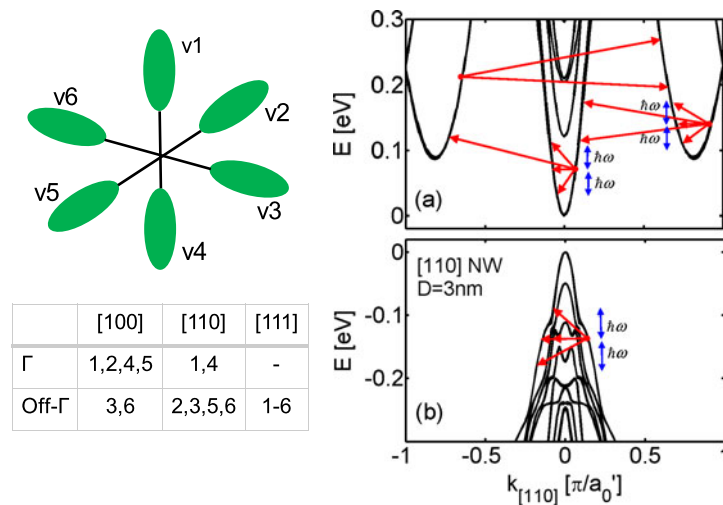 v1
v2
v3
v4
v5
v6
[100] [110] [111]
Γ 1,2,4,5 1,4 -
Off-Γ 3,6 2,3,5,6 1-6
E [eV]
0.3
0.2
0.1
0
ħω
ħω
ħω
ħω
(a)
E [eV]
0
-0.1
-0.2
[110] NW
D=3nm
ħω
ħω
(b)
-1 -0.5 0 0.5 1
k[110] [π/a0']